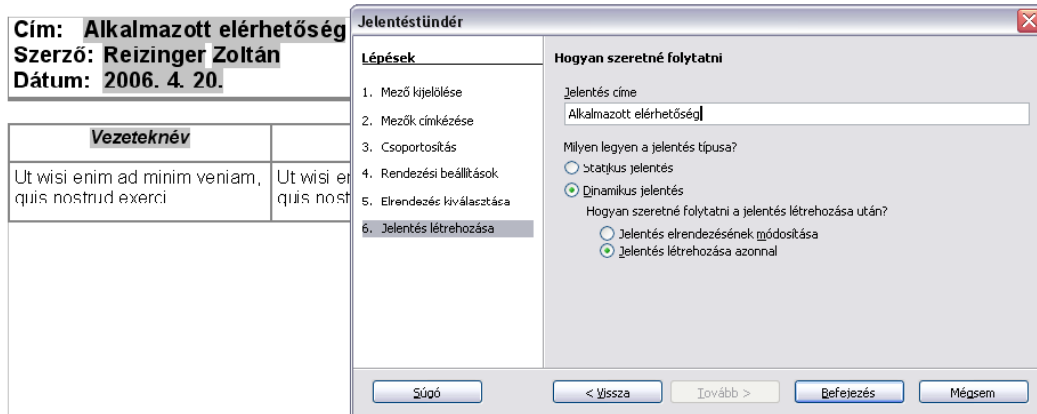 Cím: Alkalmazott elérhetőség
Szerző: Reizinger Zoltán
Dátum: 2006. 4. 20.
Vezeteknév
Ut wisi enim ad minim veniam,
quis nostrud exerci
Ut wisi er
quis nost
Jelentéstündér
Lépések
1. Mező kijelölése
2. Mezők címkézése
3. Csoportosítás
4. Rendezési beállítások
5. Elrendezés kiválasztása
6. Jelentés létrehozása
Hogyan szeretné folytatni
Jelentés címe
Alkalmazott elérhetőség
Milyen legyen a jelentés típusa?
Statikus jelentés
Dinamikus jelentés
Hogyan szeretné folytatni a jelentés létrehozása után?
Jelentés elrendezésének módosítása
Jelentés létrehozása azonnal
Súgó
< Vissza
Tovább >
Befejezés
Mégsem